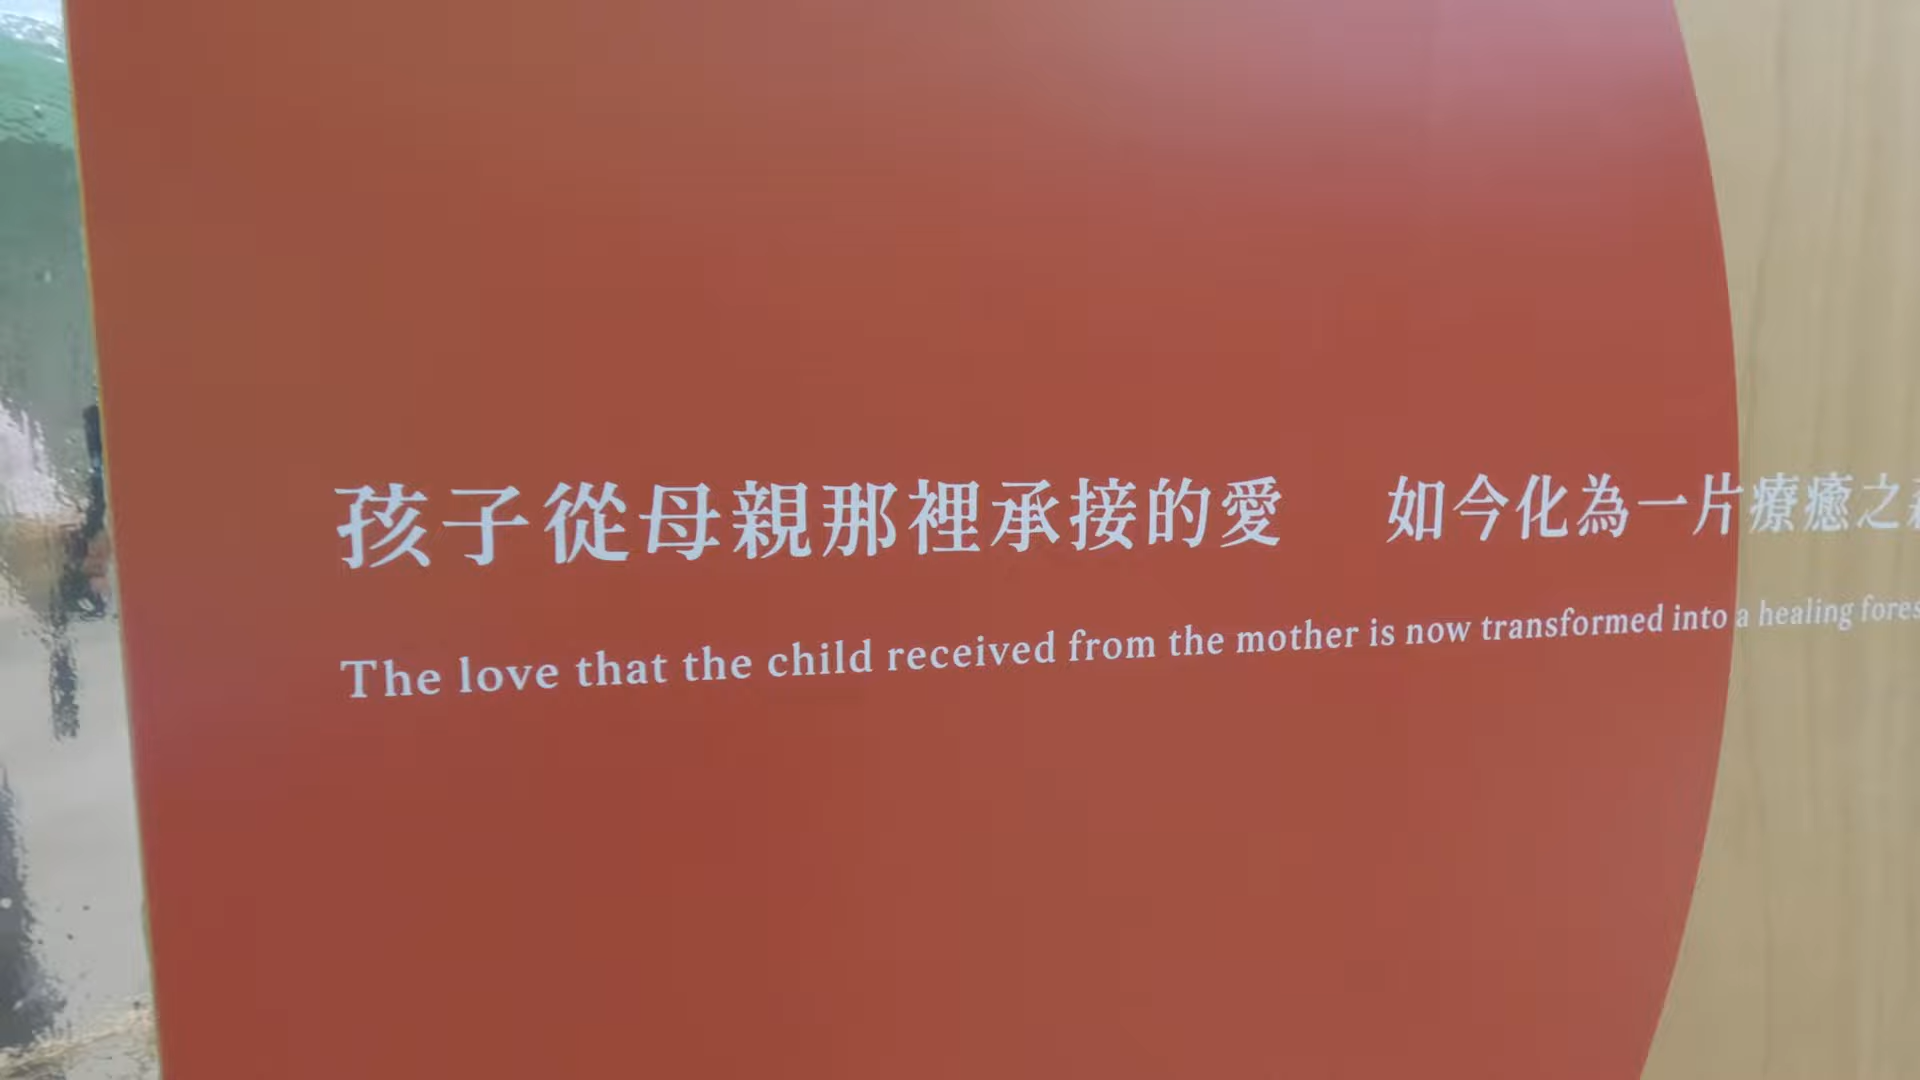 孩子從母親那裡承接的愛 如今化為一片療癒之
The love that the child received from the mother is now transformed into a healing